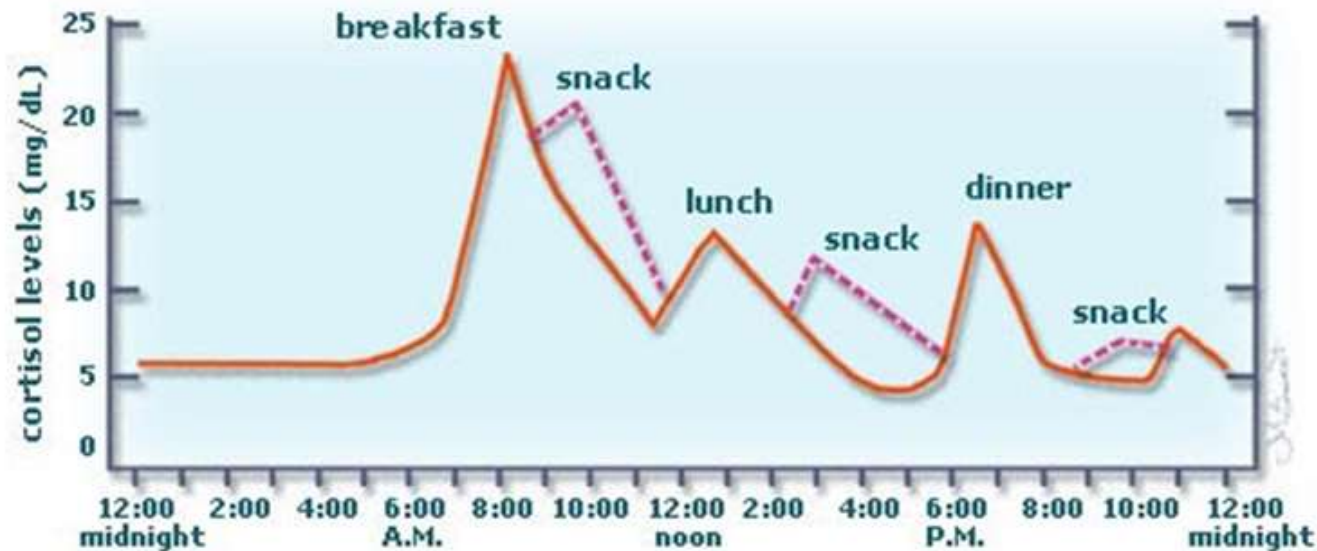 25
20
15
10
5
0
cortisol levels (mg/dL)
breakfast
snack
lunch
snack
dinner
snack
12:00 2:00 4:00 6:00 8:00 10:00 12:00 2:00 4:00 6:00 8:00 10:00 12:00
midnight A.M. noon P.M. midnight